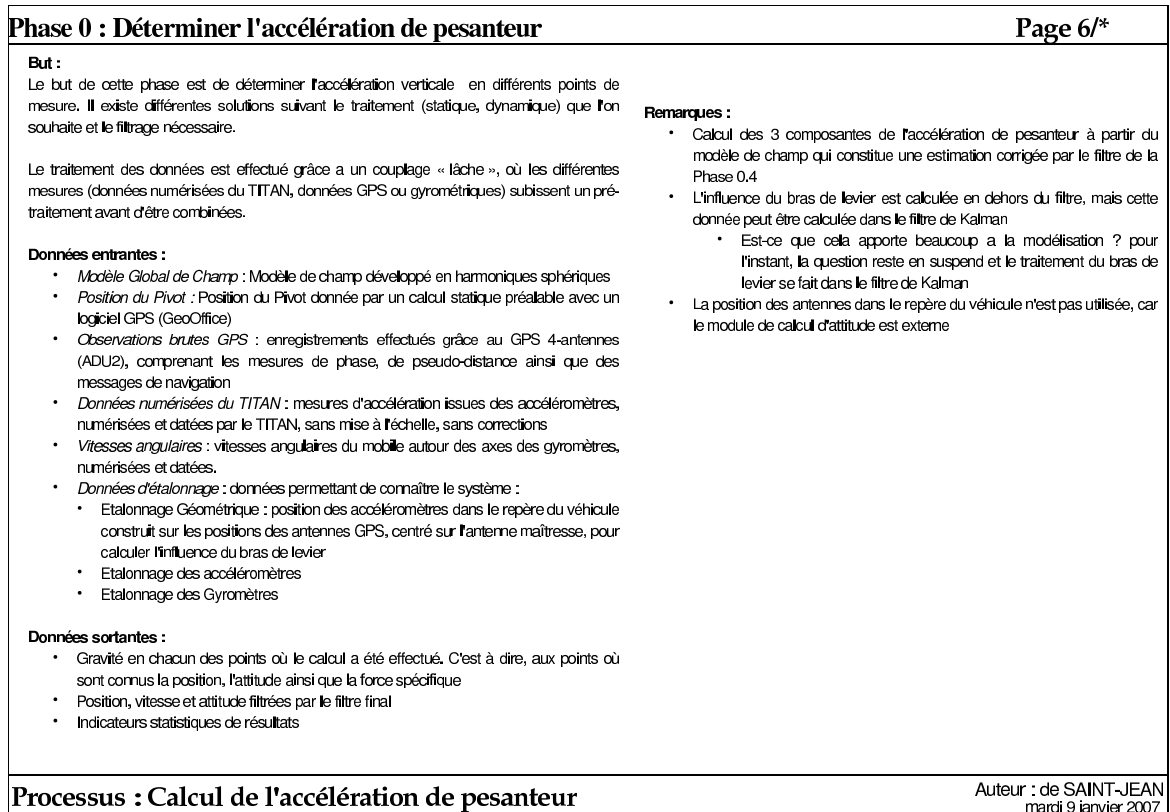 Phase 0 : Déterminer l'accélération de pesanteur
Page 6/*
But :
Le but de cette phase est de déterminer l'accélération verticale en différents points de
mesure. Il existe différentes solutions suivant le traitement (statique, dynamique) que l'on
souhaite et le filtrage nécessaire.
Le traitement des données est effectué grâce a un couplage « lâche », où les différentes
mesures (données numérisées du TITAN, données GPS ou gyrométriques) subissent un pré-
traitement avant d'être combinées.
Données entrantes :
• Modèle Global de Champ : Modèle de champ développé en harmoniques sphériques
• Position du Pivot : Position du Pivot donnée par un calcul statique préalable avec un
logiciel GPS (GeoOffice)
• Observations brutes GPS : enregistrements effectués grâce au GPS 4-antennes
(ADU2), comprenant les mesures de phase, de pseudo-distance ainsi que des
messages de navigation
• Données numérisées du TITAN : mesures d'accélération issues des accéléromètres,
numérisées et datées par le TITAN, sans mise à l'échelle, sans corrections
• Vitesses angulaires : vitesses angulaires du mobile autour des axes des gyromètres,
numérisées et datées.
• Données d'étalonnage : données permettant de connaître le système :
• Etalonnage Géométrique : position des accéléromètres dans le repère du véhicule
construit sur les positions des antennes GPS, centré sur l'antenne maîtresse, pour
calculer l'influence du bras de levier
• Etalonnage des accéléromètres
• Etalonnage des Gyromètres
Données sortantes :
• Gravité en chacun des points où le calcul a été effectué. C'est à dire, aux points où
sont connus la position, l'attitude ainsi que la force spécifique
• Position, vitesse et attitude filtrées par le filtre final
• Indicateurs statistiques de résultats
Remarques :
• Calcul des 3 composantes de l'accélération de pesanteur à partir du
modèle de champ qui constitue une estimation corrigée par le filtre de la
Phase 0.4
• L'influence du bras de levier est calculée en dehors du filtre, mais cette
donnée peut être calculée dans le filtre de Kalman
• Est-ce que cela apporte beaucoup a la modélisation ? pour
l'instant, la question reste en suspend et le traitement du bras de
levier se fait dans le filtre de Kalman
• La position des antennes dans le repère du véhicule n'est pas utilisée, car
le module de calcul d'attitude est externe
Processus : Calcul de l'accélération de pesanteur
Auteur : de SAINT-JEAN
mardi 9 janvier 2007